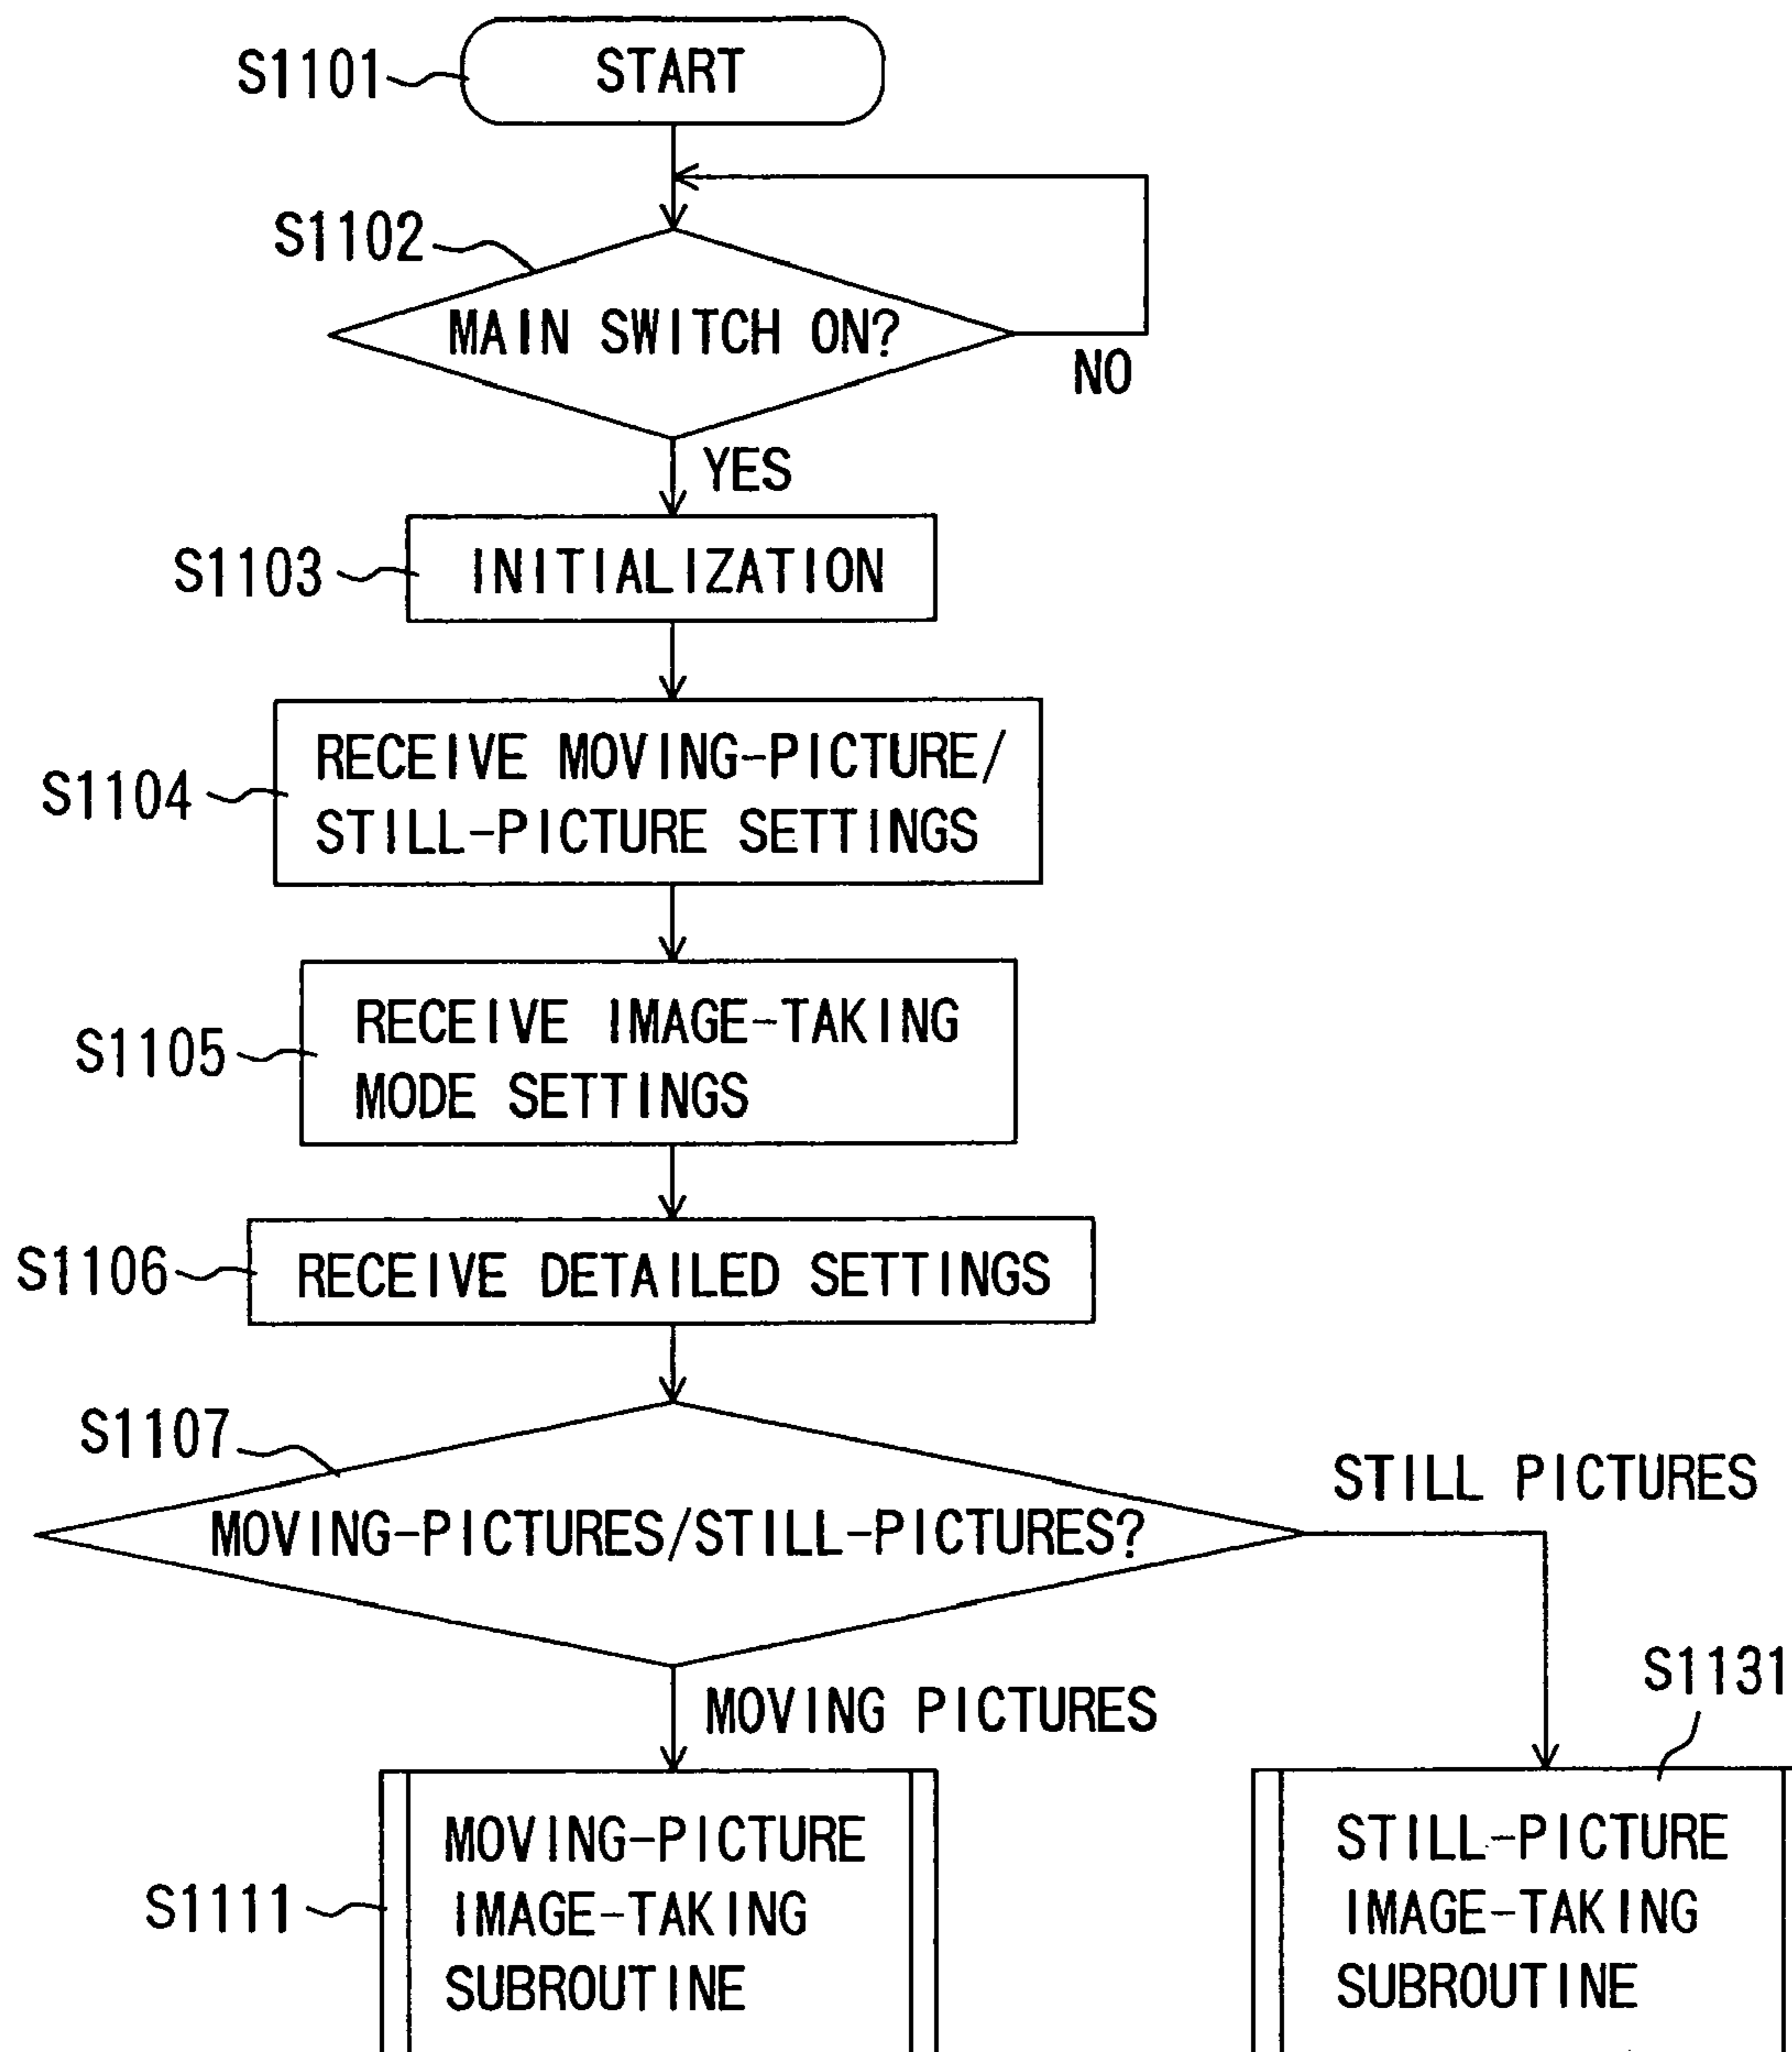 S1101
START
S1102
MAIN SWITCH ON?
NO
YES
S1103
INITIALIZATION
S1104
RECEIVE MOVING-PICTURE/
STILL-PICTURE SETTINGS
S1105
RECEIVE IMAGE-TAKING
MODE SETTINGS
S1106
RECEIVE DETAILED SETTINGS
S1107
MOVING-PICTURES/STILL-PICTURES?
STILL PICTURES
MOVING PICTURES
S1131
S1111
MOVING-PICTURE
IMAGE-TAKING
SUBROUTINE
STILL-PICTURE
IMAGE-TAKING
SUBROUTINE